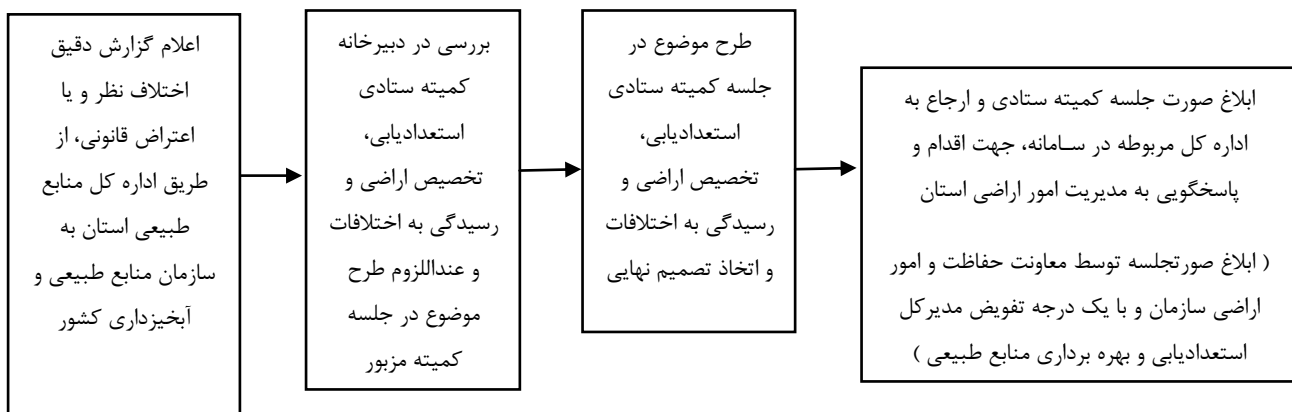 اعلام گزارش دقیق
اختلاف نظر و یا
اعتراض قانونی، از
طریق اداره کل منابع
طبیعی استان به
سازمان منابع طبیعی و
آبخیزداری کشور
بررسی در دبیرخانه
کمیته ستادی
استعدادیابی،
تخصیص اراضی و
رسیدگی به اختلافات
و عنداللزوم طرح
موضوع در جلسه
کمیته مزبور
طرح موضوع در
جلسه کمیته ستادی
استعدادیابی،
تخصیص اراضی و
رسیدگی به اختلافات
و اتخاذ تصمیم نهایی
ابلاغ صورت جلسه کمیته ستادی و ارجاع به
اداره کل مربوطه در سـامانه، جهت اقدام و
پاسخگویی به مدیریت امور اراضی استان
( ابلاغ صورتجلسه توسط معاونت حفاظت و امور
اراضی سازمان و با یک درجه تفویض مدیرکل
استعدادیابی و بهره برداری منابع طبیعی )